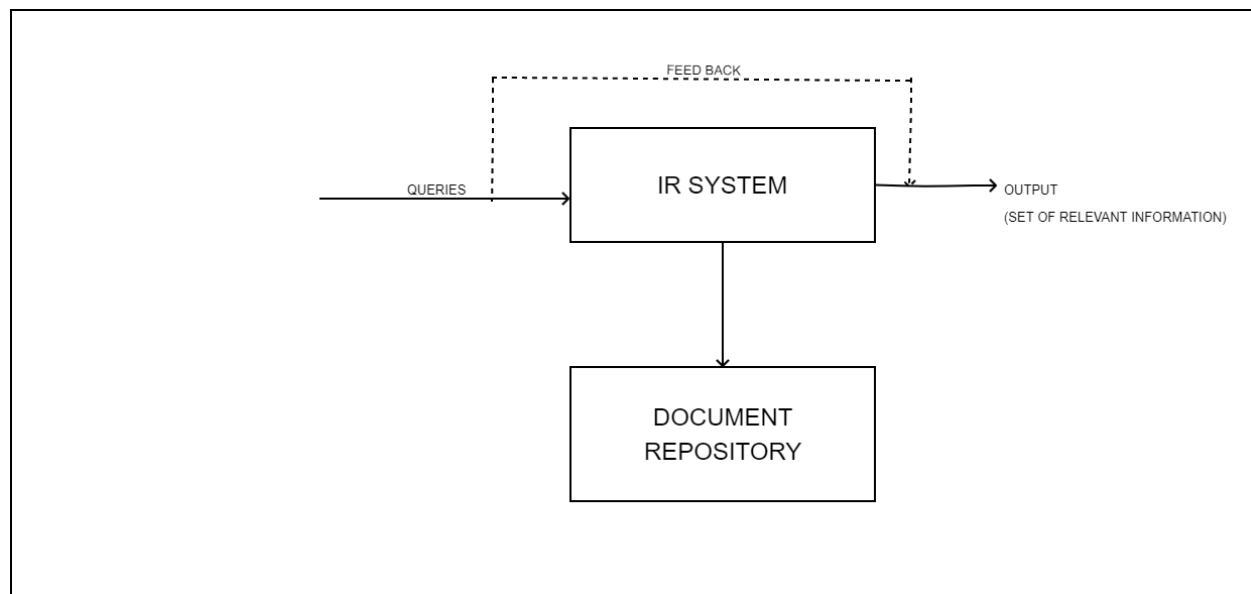 FEED BACK
QUERIES
IR SYSTEM
OUTPUT
(SET OF RELEVANT INFORMATION)
DOCUMENT
REPOSITORY